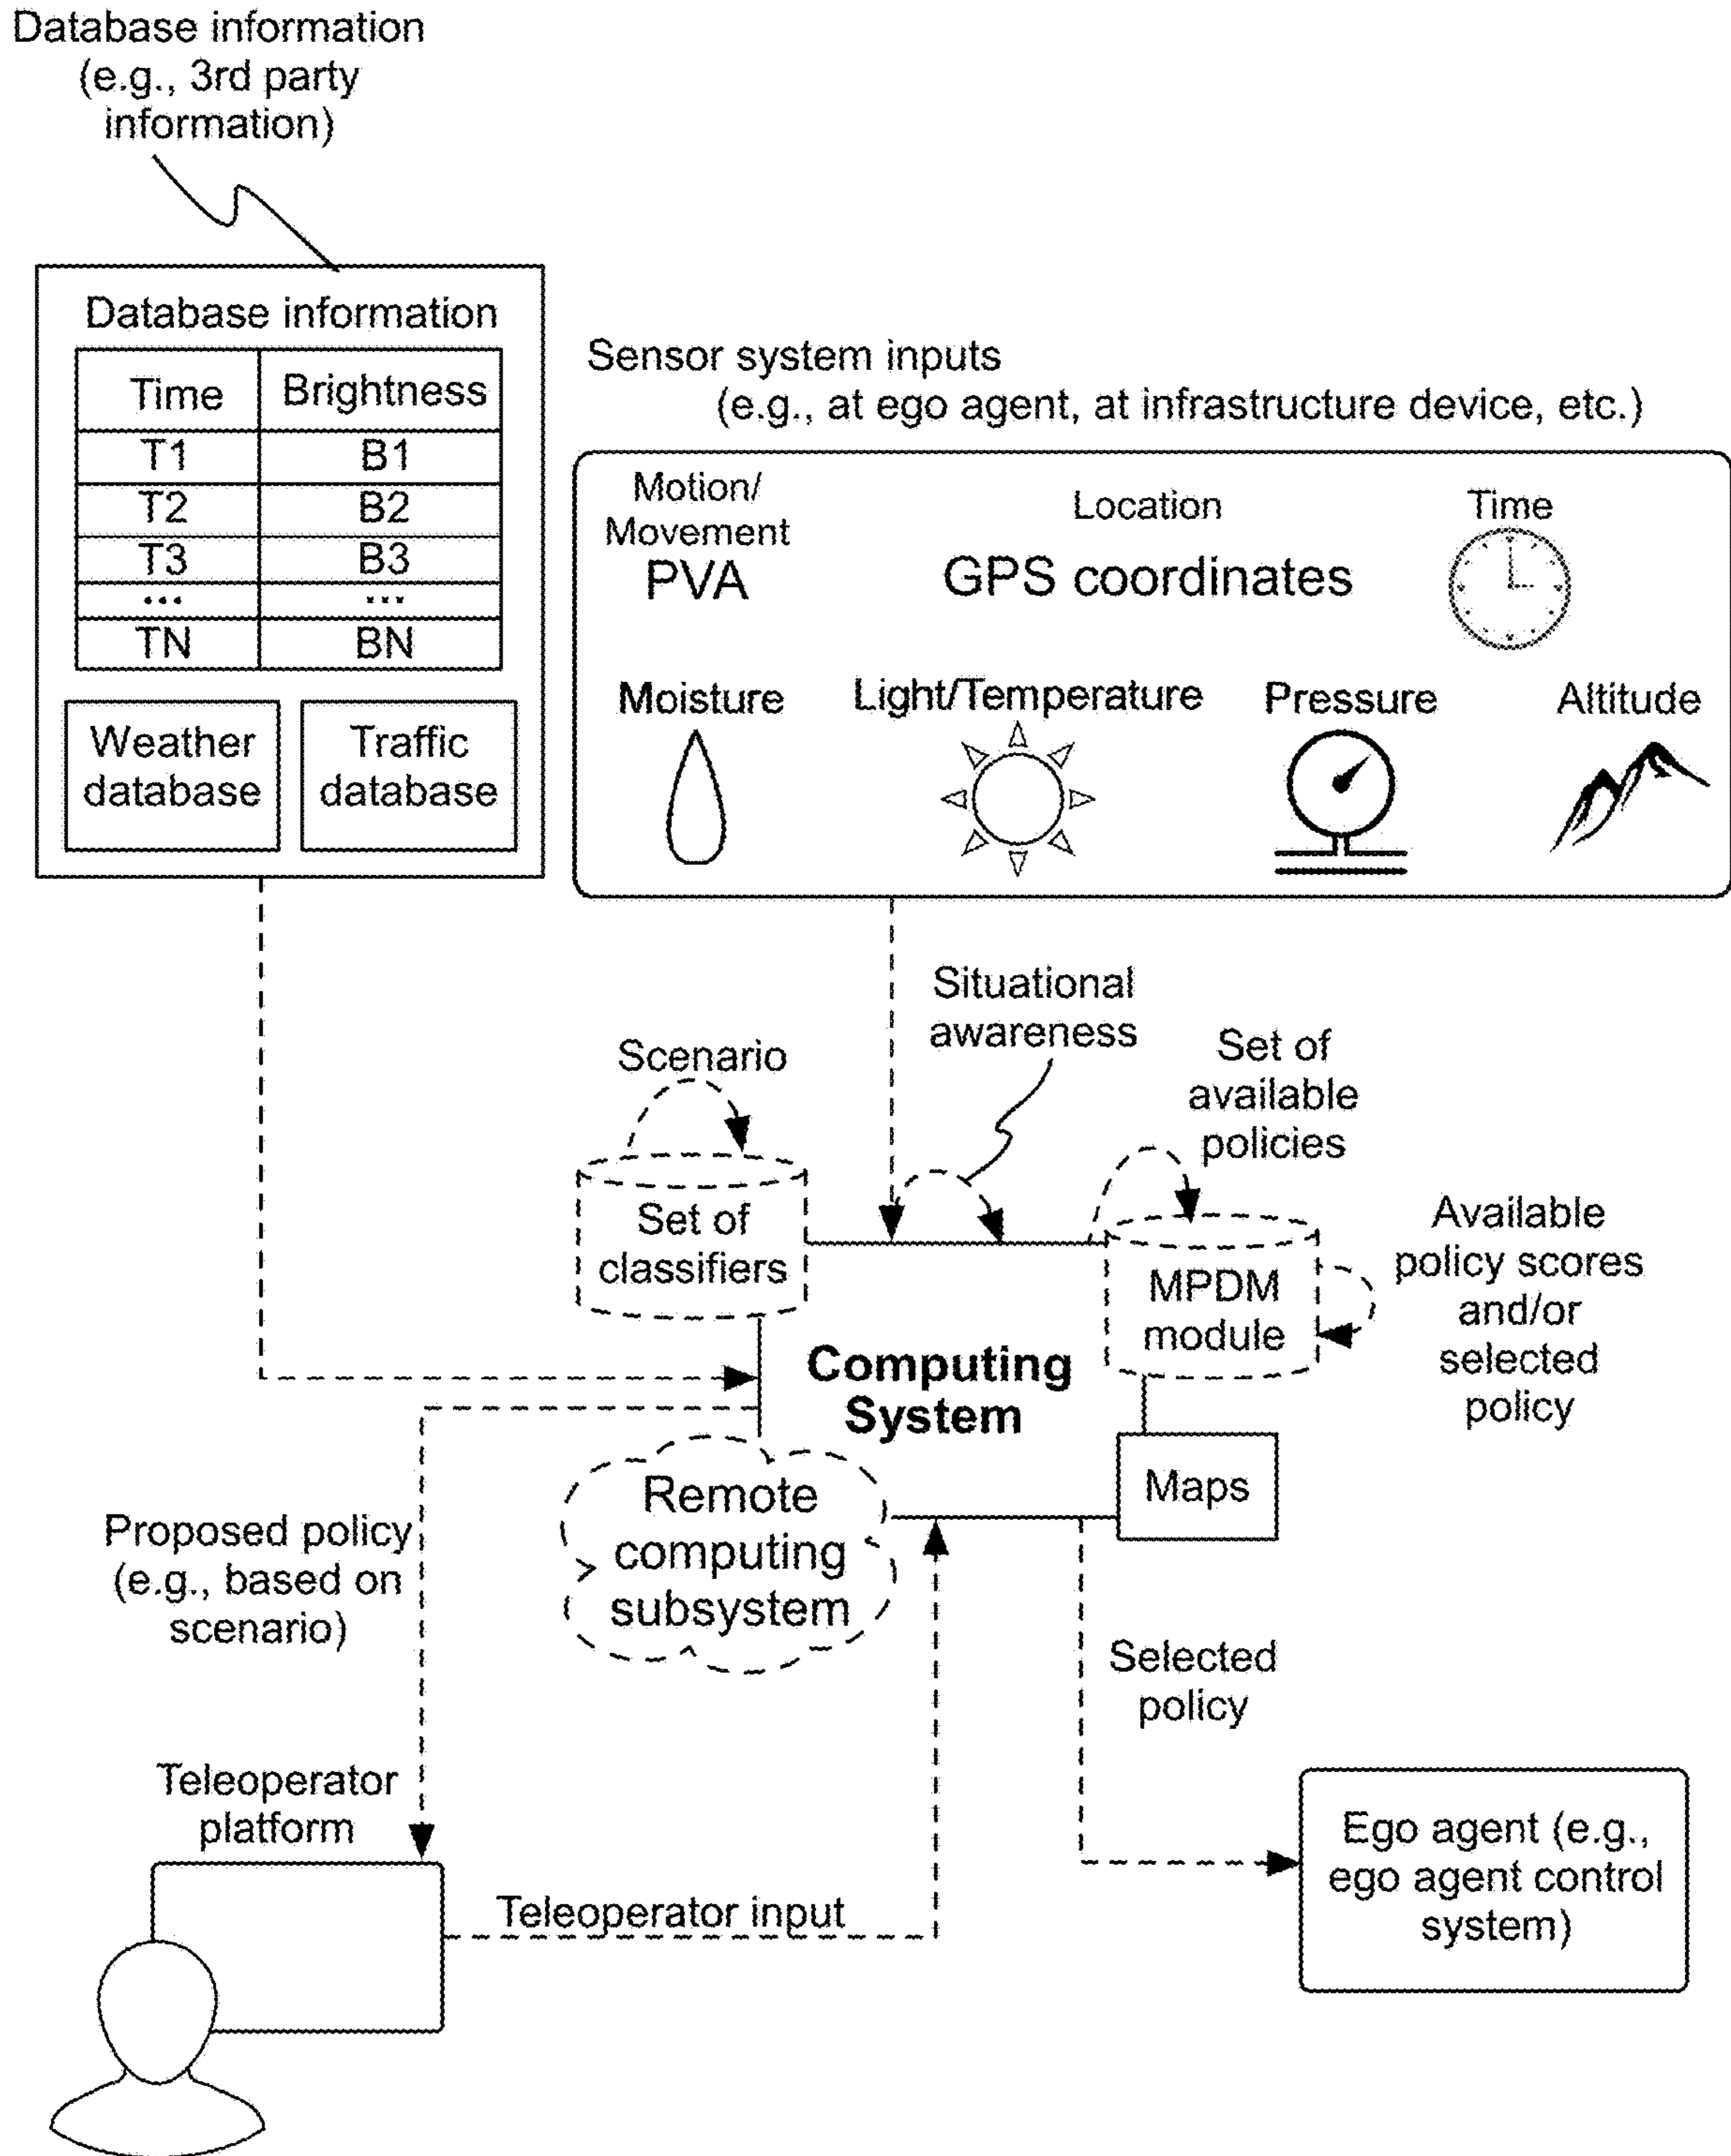 Database information
(e.g., 3rd party
information)
Database information
Time Brightness
T1 B1
T2 B2
T3 B3
... ...
TN BN
Weather
database
Traffic
database
Sensor system inputs
(e.g., at ego agent, at infrastructure device, etc.)
Motion/
Movement
PVA
Location
GPS coordinates
Time
Moisture
Light/Temperature
Pressure
Altitude
Situational
awareness
Scenario
Set of
available
policies
Set of
classifiers
MPDM
module
Available
policy scores
and/or
selected
policy
Computing
System
Maps
Remote
computing
subsystem
Proposed policy
(e.g., based on
scenario)
Selected
policy
Teleoperator
platform
Teleoperator input
Ego agent (e.g.,
ego agent control
system)